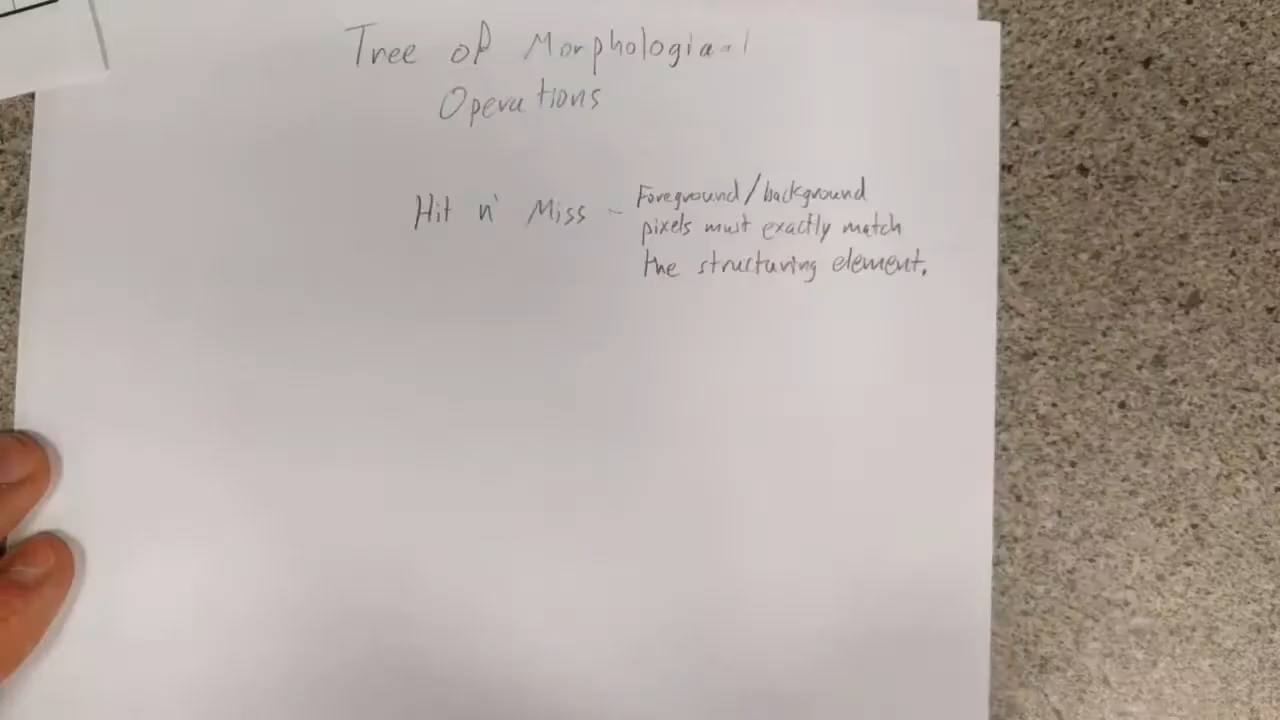 Tree of Morphological
Operations
Hit n' Miss - Foreground/background
pixels must exactly match
the structuring element.